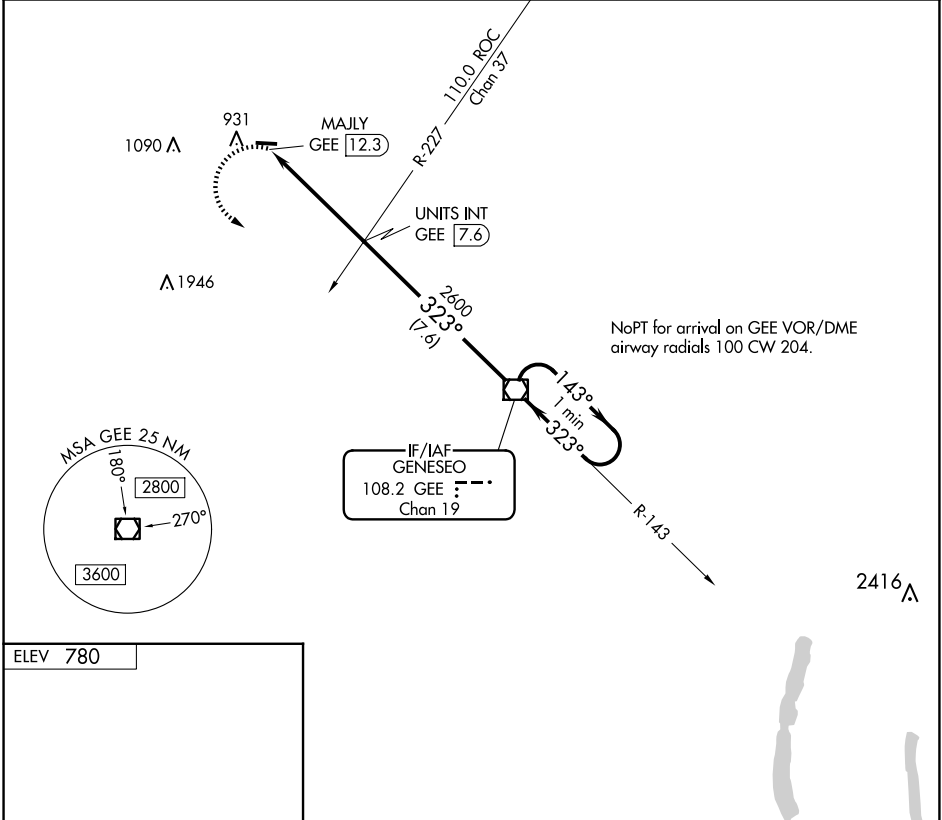 110.0 ROC
Chan 37
R-227
931
1090
MAJLY
GEE 12.3
UNITS INT
GEE 7.6
1946
2600
323°
(7.6)
NoPT for arrival on GEE VOR/DME
airway radials 100 CW 204.
143°
1 min
323°
MSA GEE 25 NM
180°
2800
270°
3600
IF/IAF
GENESEO
108.2 GEE
Chan 19
R-143
2416
ELEV 780